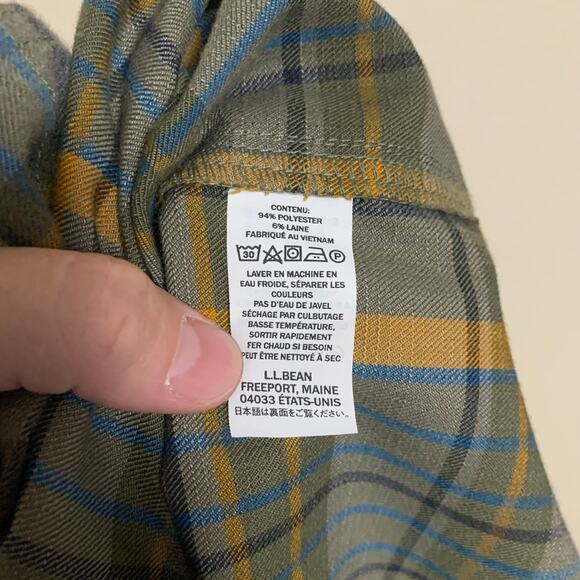 CONTENU:
94% POLYESTER
6% LAINE
FABRIQUÉ AU VIETNAM
30 P
LAVER EN MACHINE EN
EAU FROIDE, SÉPARER LES
COULEURS
PAS D'EAU DE JAVEL
SÉCHAGE PAR CULBUTAGE
BASSE TEMPÉRATURE,
SORTIR RAPIDEMENT
FER CHAUD SI BESOIN
PEUT ÊTRE NETTOYÉ À SEC
L.L.BEAN
FREEPORT, MAINE
04033 ÉTATS-UNIS
日本語は裏面をご覧ください。